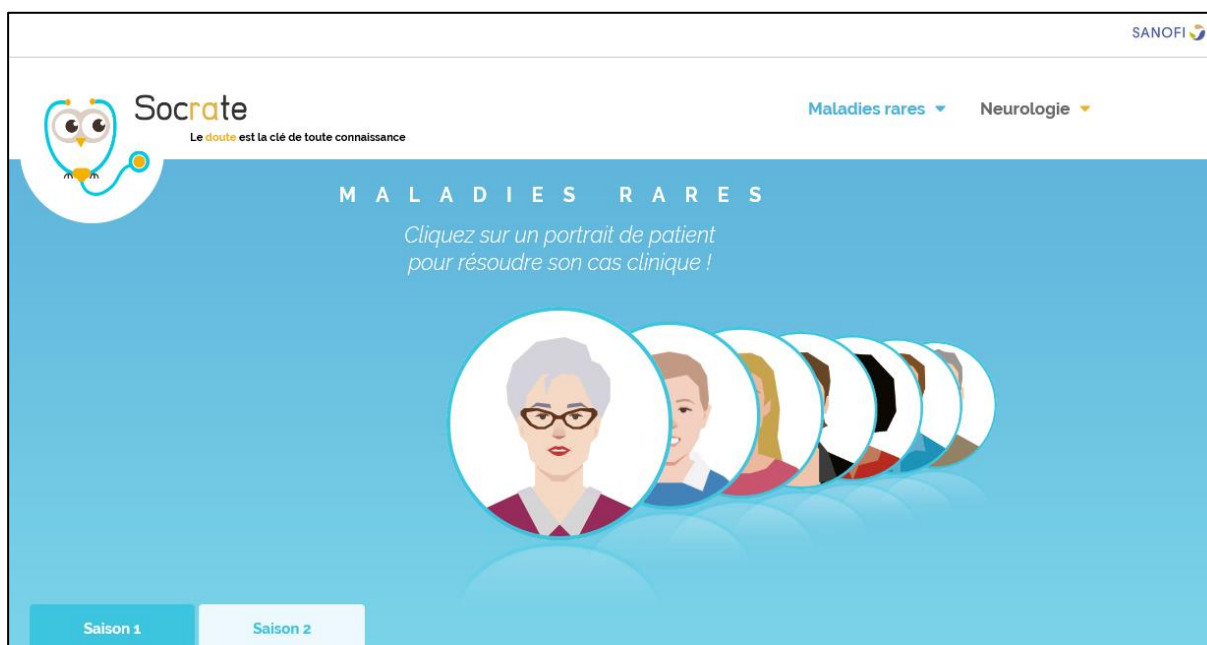 SANOFI
Socrate
Le doute est la clé de toute connaissance
Maladies rares
Neurologie
MALADIES RARES
Cliquez sur un portrait de patient
pour résoudre son cas clinique !
Saison 1
Saison 2